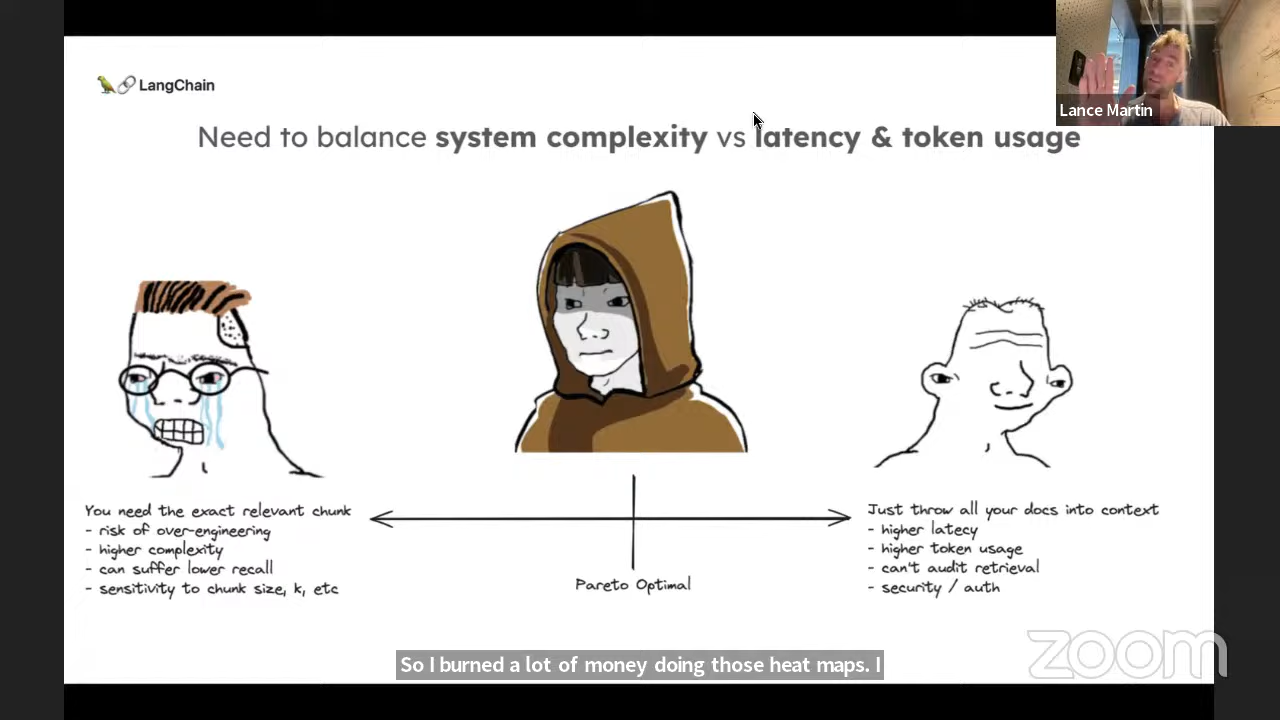 LangChain
Lance Martin
Need to balance system complexity vs latency & token usage
You need the exact relevant chunk
- risk of over-engineering
- higher complexity
- can suffer lower recall
- sensitivity to chunk size, k, etc
Pareto Optimal
Just throw all your docs into context
- higher latecy
- higher token usage
- can't audit retrieval
- security / auth
So I burned a lot of money doing those heat maps. I
zoom